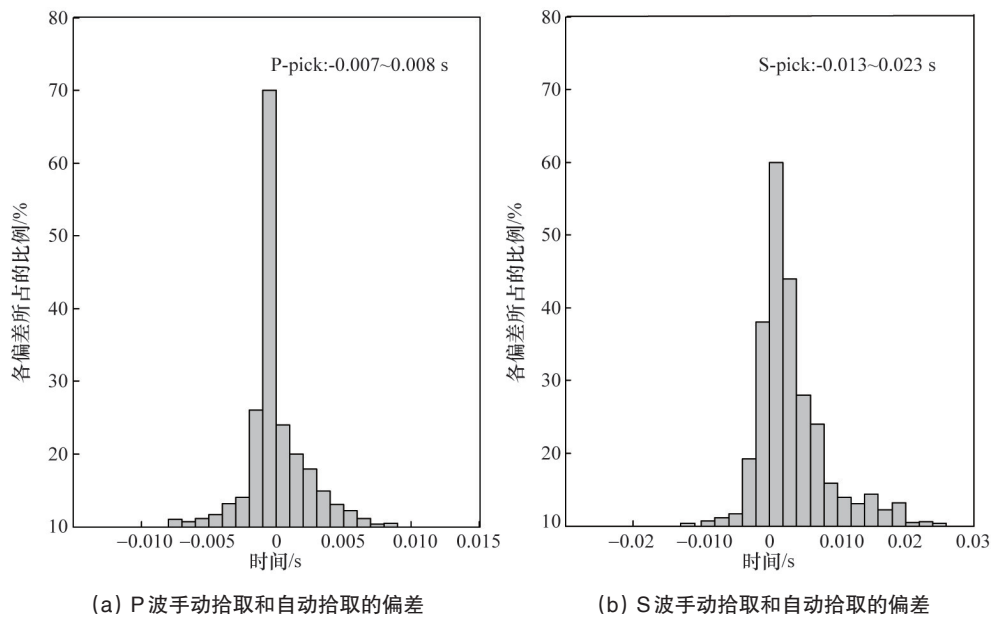 80
70
60
50
40
30
20
10
各偏差所占的比例/%
P-pick:-0.007~0.008 s
−0.010 −0.005 0 0.005 0.010 0.015
时间/s
(a) P波手动拾取和自动拾取的偏差
80
70
60
50
40
30
20
10
各偏差所占的比例/%
S-pick:-0.013~0.023 s
−0.02 −0.010 0 0.010 0.02 0.03
时间/s
(b) S波手动拾取和自动拾取的偏差